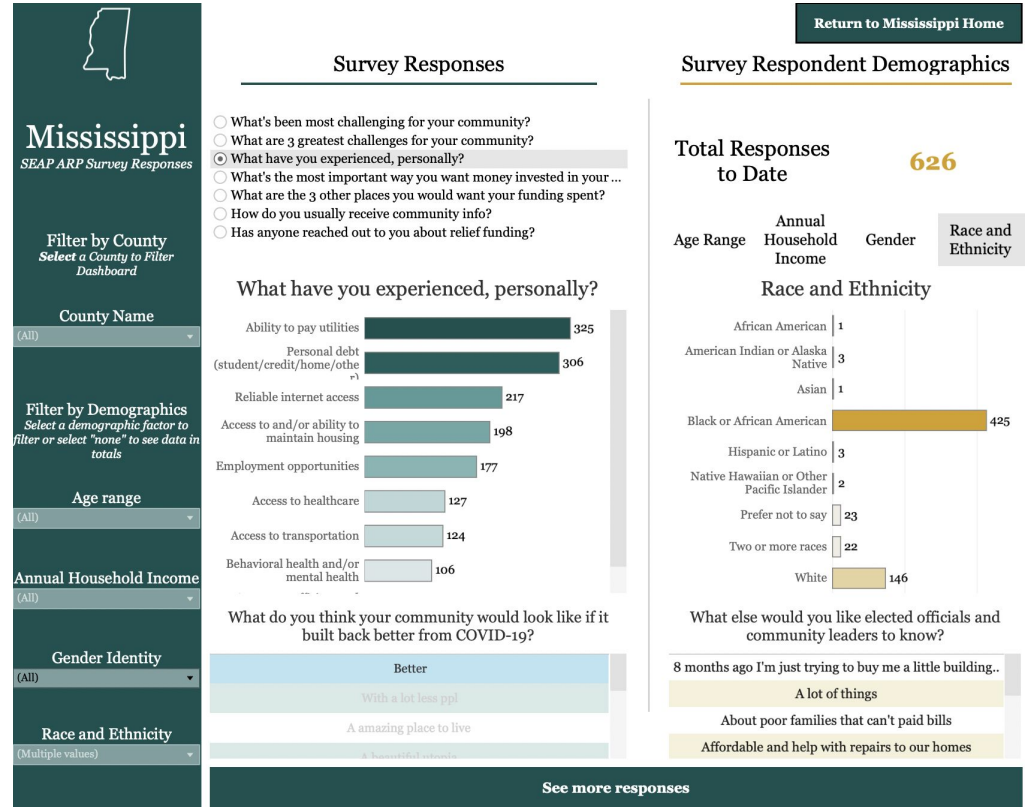 Return to Mississippi Home
Mississippi
SEAP ARP Survey Responses
Filter by County
Select a County to Filter
Dashboard
County Name
(All)
Filter by Demographics
Select a demographic factor to
filter or select "none" to see data in
totals
Age range
(All)
Annual Household Income
(All)
Gender Identity
(All)
Race and Ethnicity
(Multiple values)
Survey Responses
What's been most challenging for your community?
What are 3 greatest challenges for your community?
What have you experienced, personally?
What's the most important way you want money invested in your ...
What are the 3 other places you would want your funding spent?
How do you usually receive community info?
Has anyone reached out to you about relief funding?
What have you experienced, personally?
Ability to pay utilities 325
Personal debt
(student/credit/home/othe
r) 306
Reliable internet access 217
Access to and/or ability to
maintain housing 198
Employment opportunities 177
Access to healthcare 127
Access to transportation 124
Behavioral health and/or
mental health 106
What do you think your community would look like if it
built back better from COVID-19?
Better
With a lot less ppl
A amazing place to live
A beautiful utopia
Survey Respondent Demographics
Total Responses
to Date
626
Age Range
Annual
Household
Income
Gender
Race and
Ethnicity
Race and Ethnicity
African American 1
American Indian or Alaska
Native 3
Asian 1
Black or African American 425
Hispanic or Latino 3
Native Hawaiian or Other
Pacific Islander 2
Prefer not to say 23
Two or more races 22
White 146
What else would you like elected officials and
community leaders to know?
8 months ago I'm just trying to buy me a little building..
A lot of things
About poor families that can't paid bills
Affordable and help with repairs to our homes
See more responses